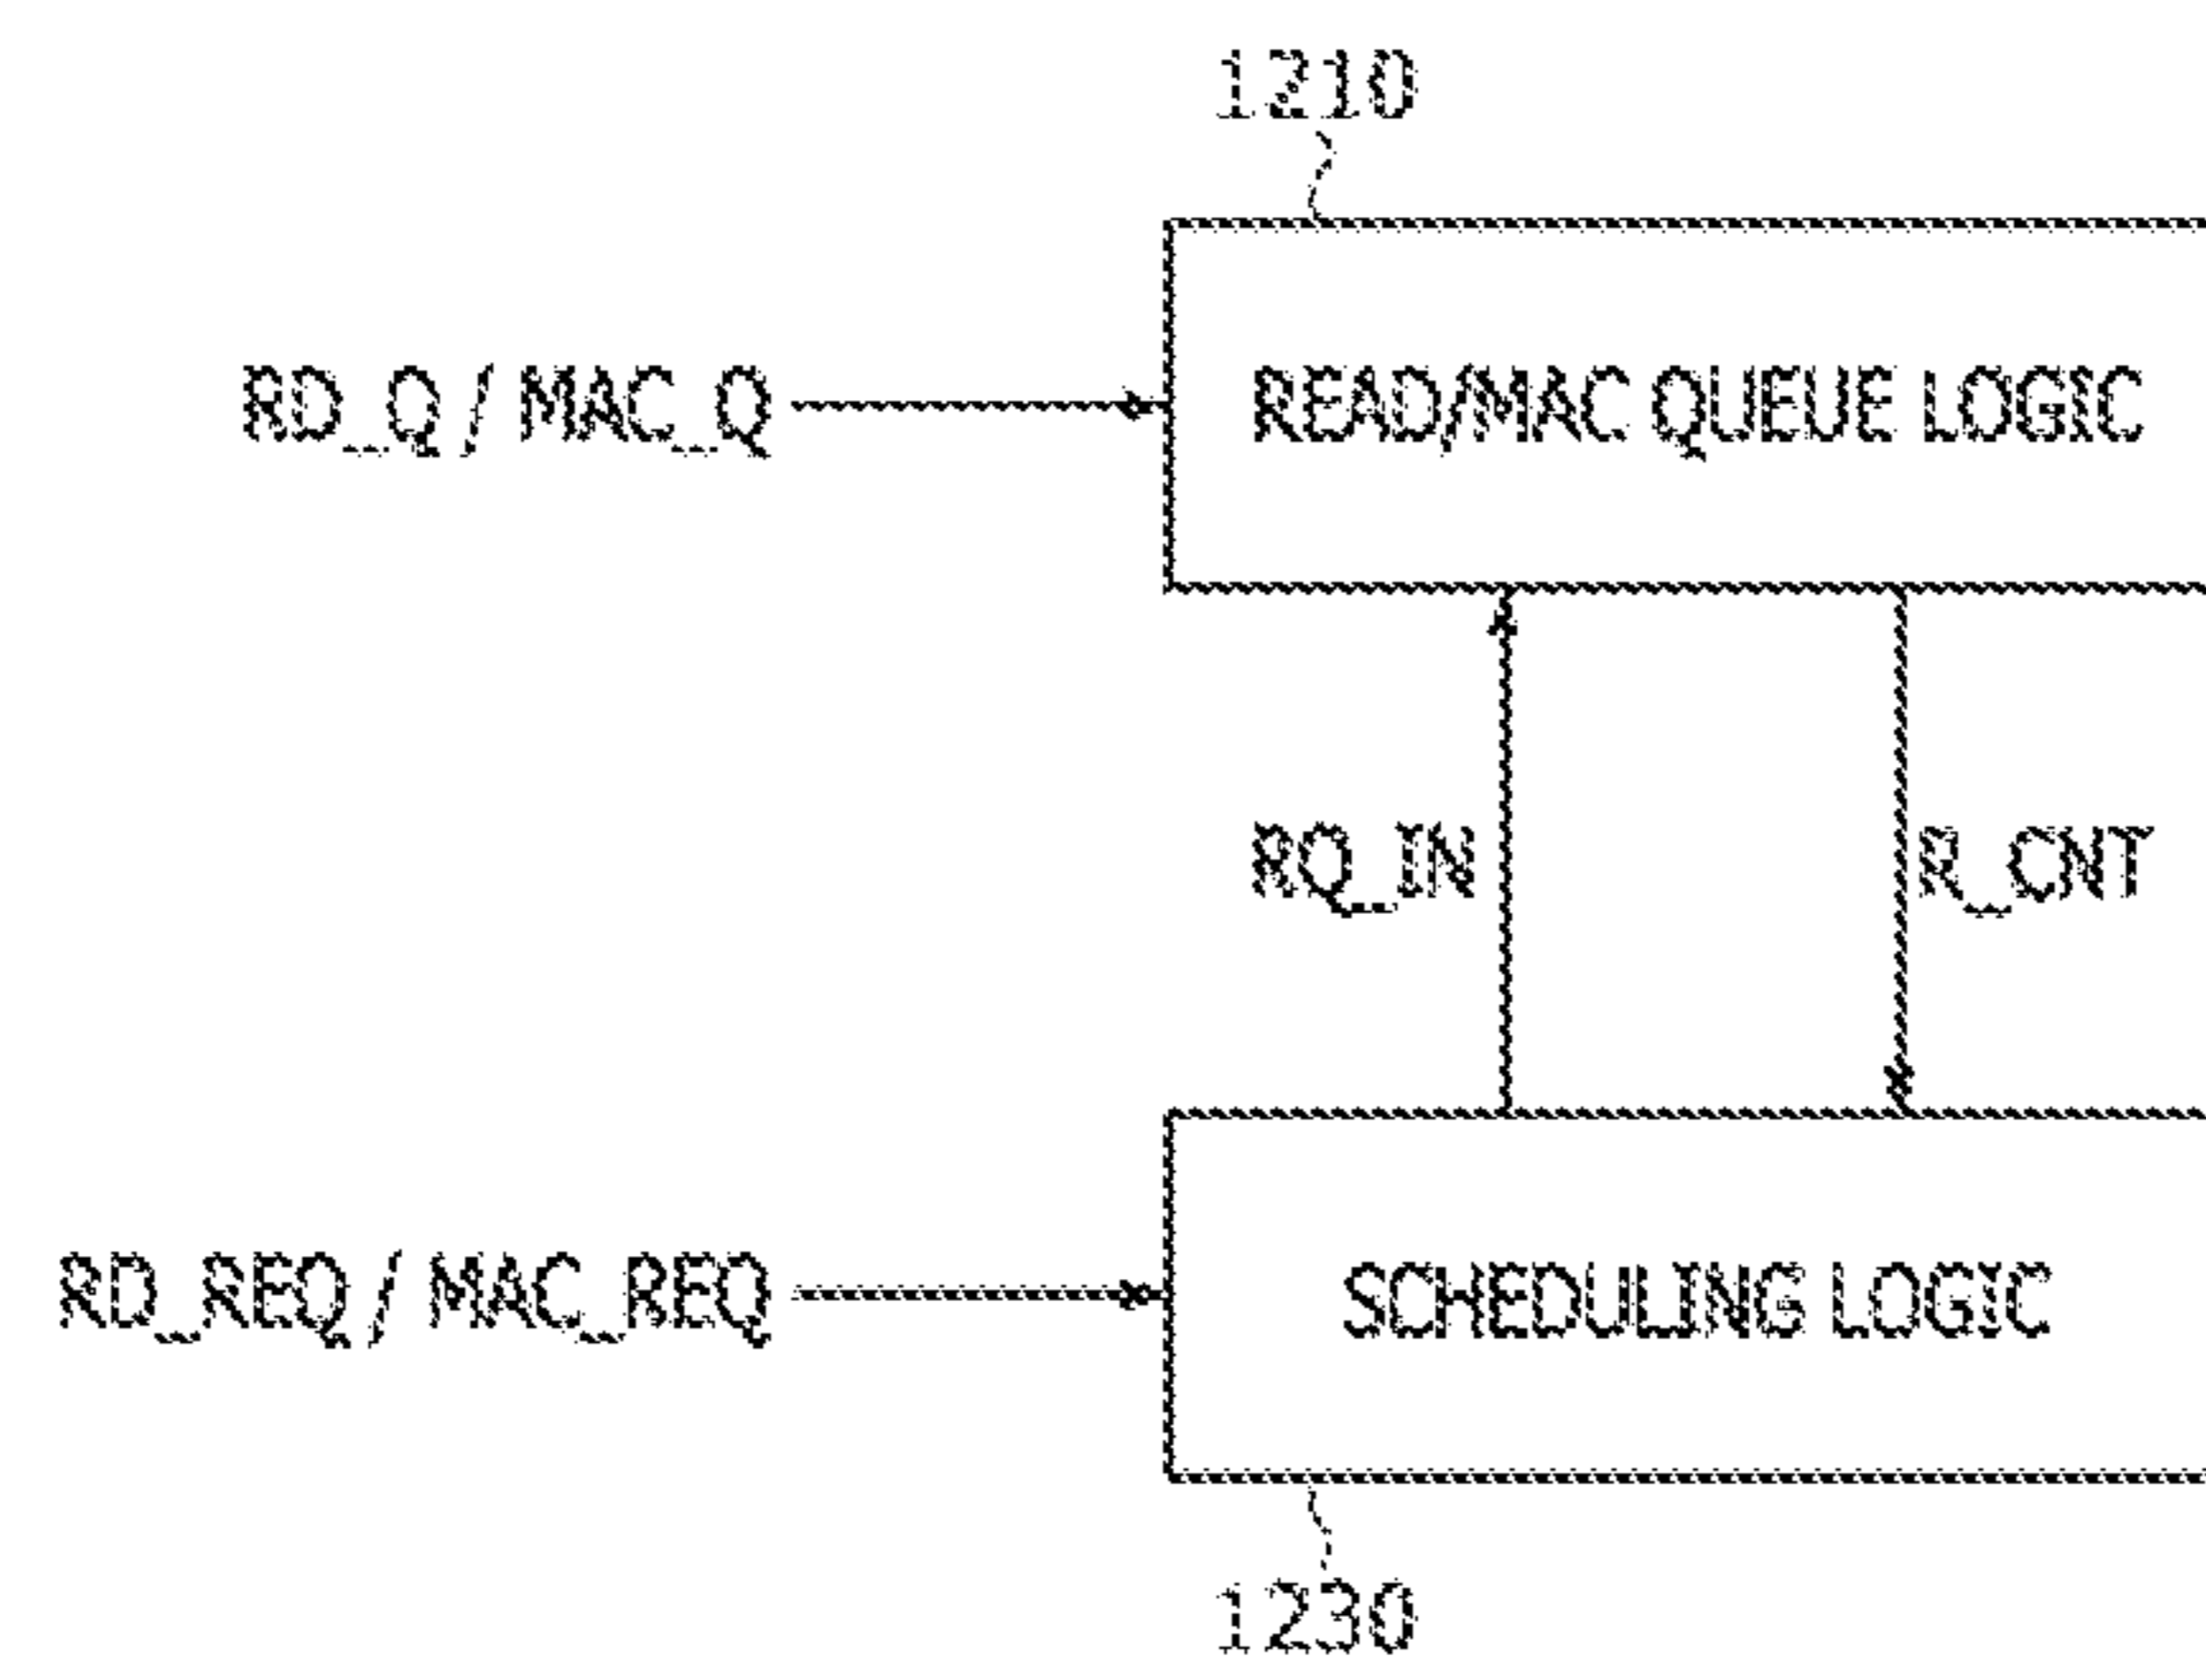 1210
RD_Q / MAC_Q
READ/MAC QUEUE LOGIC
RQ_IN
R_CNT
RD_REQ / MAC_REQ
SCHEDULING LOGIC
1230